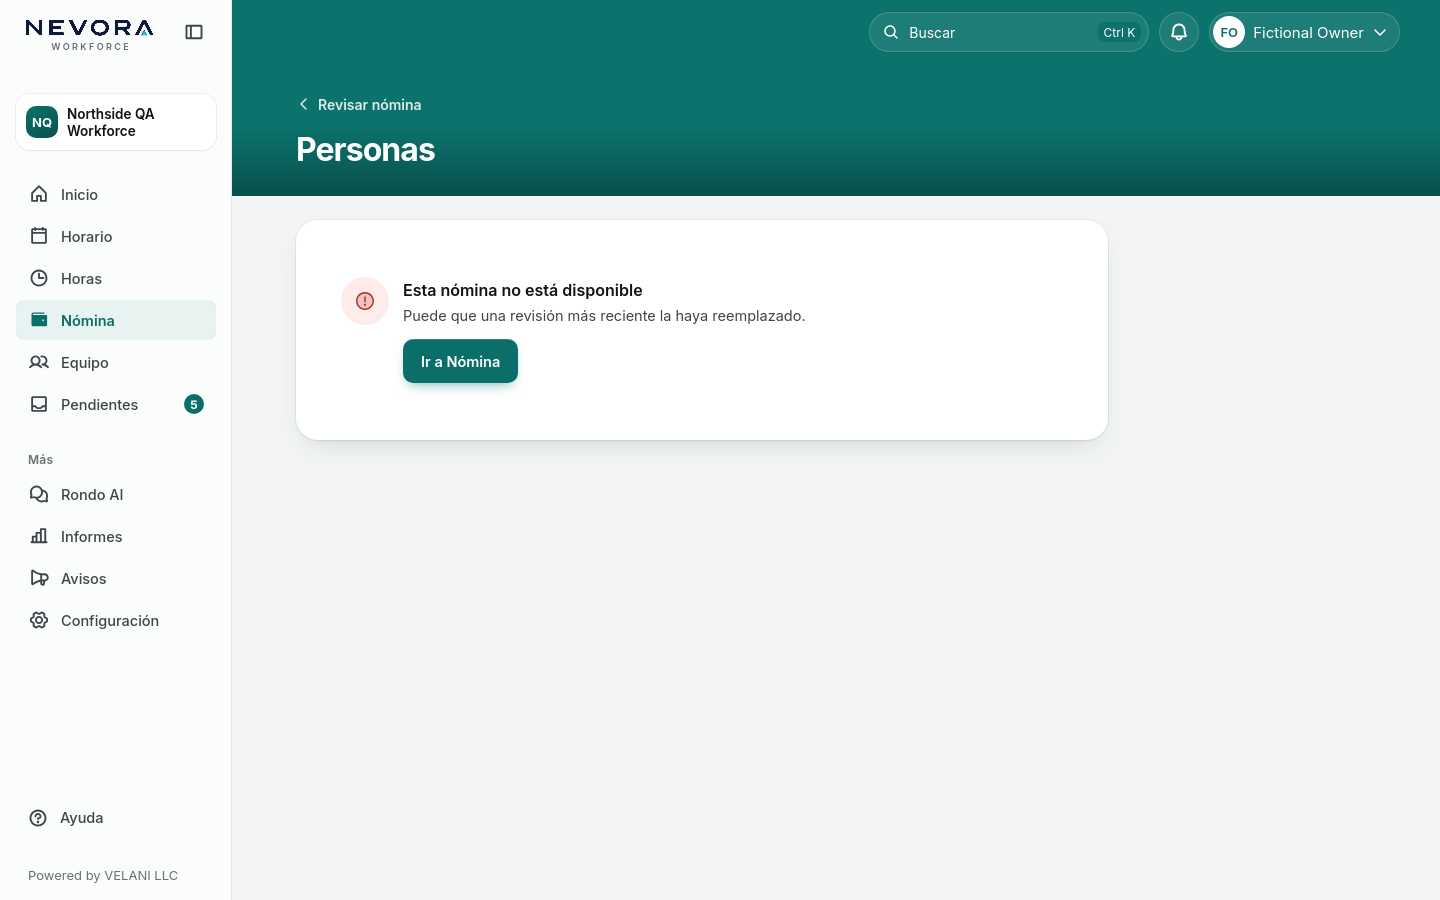 NEVORA
WORKFORCE
Buscar
Ctrl K
FO
Fictional Owner
NQ
Northside QA
Workforce
Revisar nómina
Personas
Inicio
Horario
Horas
Nómina
Equipo
Pendientes
5
Más
Rondo AI
Informes
Avisos
Configuración
Ayuda
Powered by VELANI LLC
Esta nómina no está disponible
Puede que una revisión más reciente la haya reemplazado.
Ir a Nómina